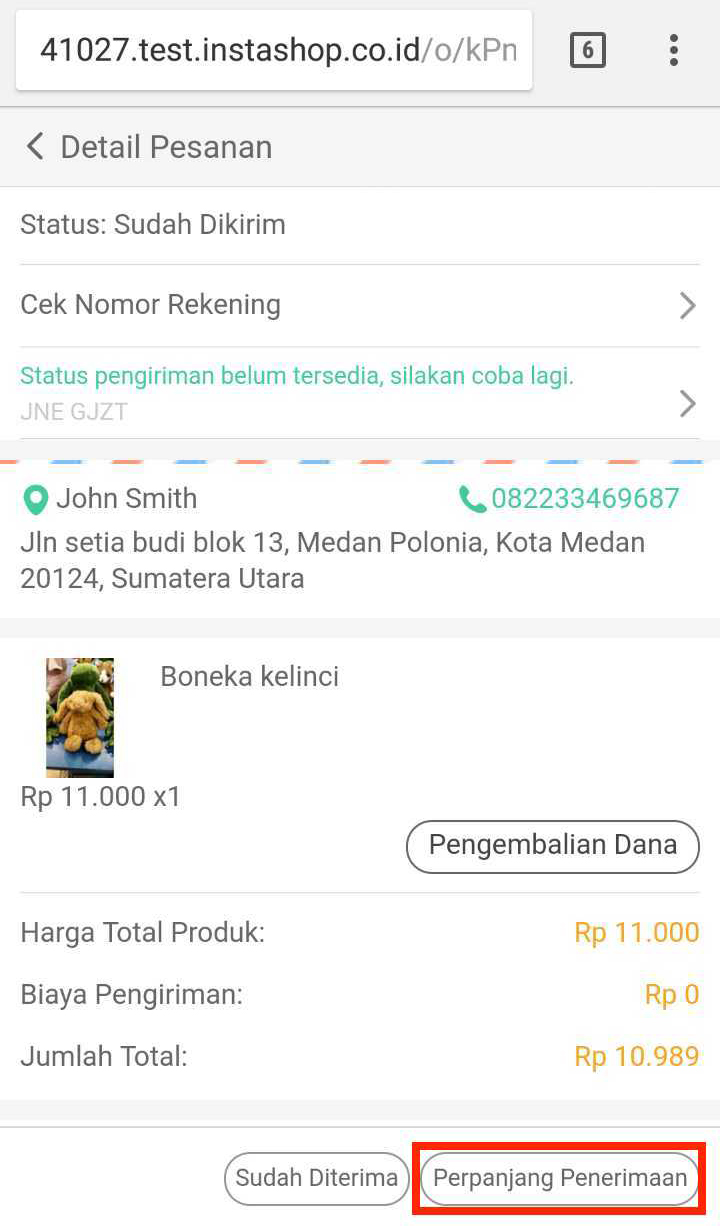 41027.test.instashop.co.id/o/kPn
6
Detail Pesanan
Status: Sudah Dikirim
Cek Nomor Rekening
Status pengiriman belum tersedia, silakan coba lagi.
JNE GJZT
John Smith
082233469687
Jln setia budi blok 13, Medan Polonia, Kota Medan
20124, Sumatera Utara
Boneka kelinci
Rp 11.000 x1
Pengembalian Dana
Harga Total Produk: Rp 11.000
Biaya Pengiriman: Rp 0
Jumlah Total: Rp 10.989
Sudah Diterima Perpanjang Penerimaan